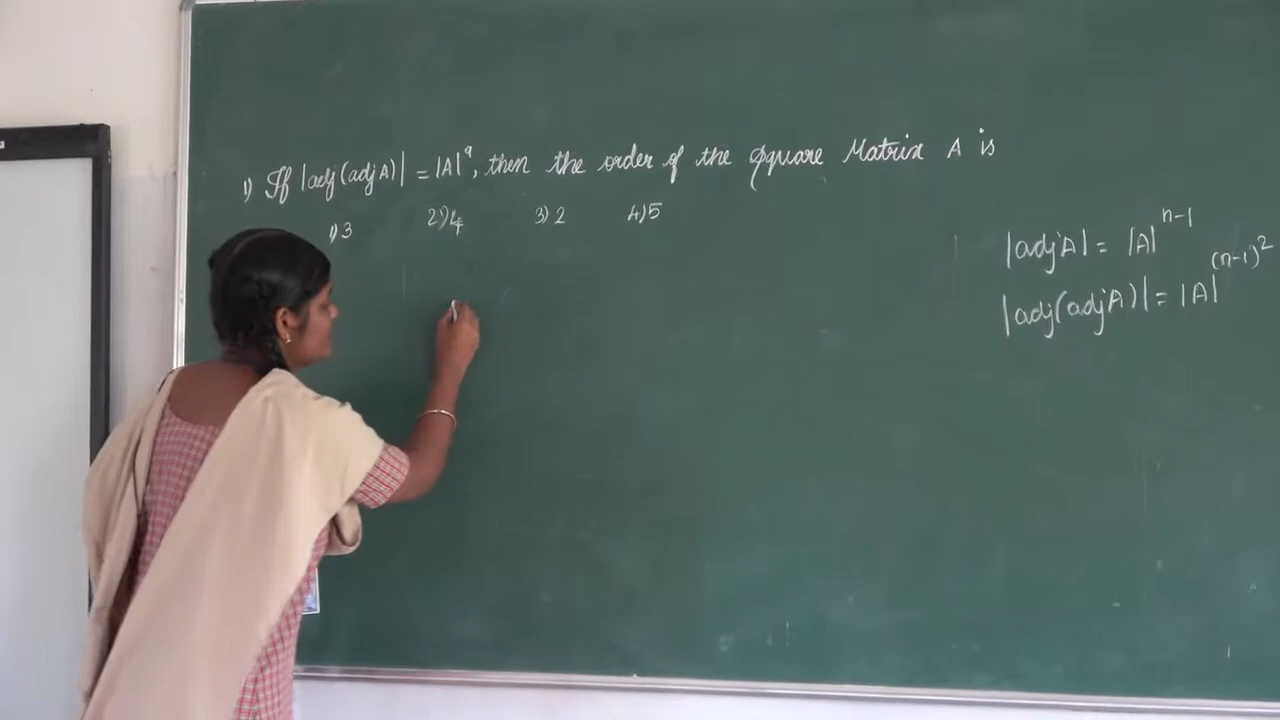 1) If |adj(adj A)| = |A|⁹, then the order of the Square Matrix A is
1) 3 2) 4 3) 2 4) 5
|adj A| = |A|ⁿ⁻¹
|adj(adj A)| = |A|^(n-1)²